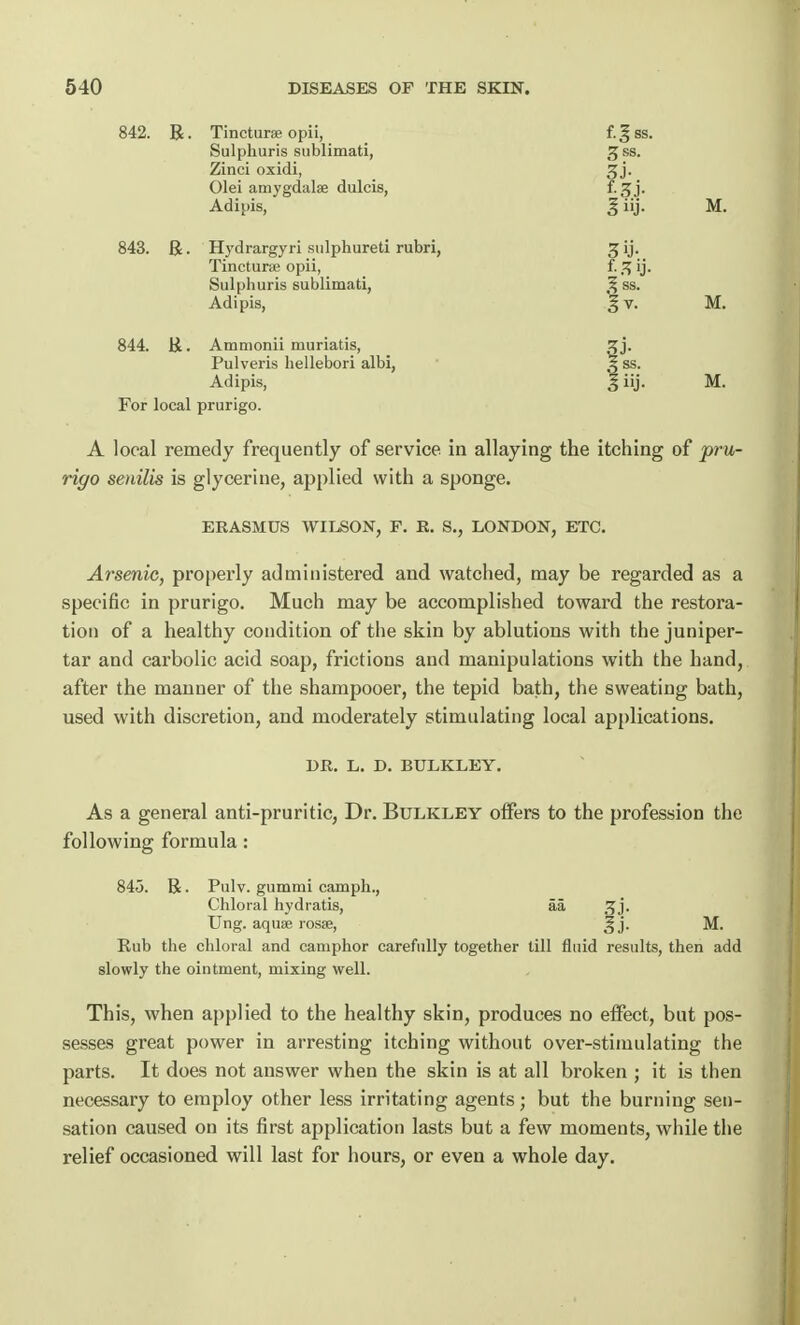 540 DISEASES OF THE SKIN.
842. ℞. Tincturæ opii, f.℥ss.
Sulphuris sublimati, ʒss.
Zinci oxidi, ʒj.
Olei amygdalæ dulcis, f.ʒj.
Adipis, ℥iij. M.
843. ℞. Hydrargyri sulphureti rubri, ʒij.
Tincturæ opii, f.ʒij.
Sulphuris sublimati, ℥ss.
Adipis, ℥v. M.
844. ℞. Ammonii muriatis, ʒj.
Pulveris hellebori albi, ℥ss.
Adipis, ℥iij. M.
For local prurigo.
A local remedy frequently of service in allaying the itching of pru-
rigo senilis is glycerine, applied with a sponge.
ERASMUS WILSON, F. R. S., LONDON, ETC.
Arsenic, properly administered and watched, may be regarded as a
specific in prurigo. Much may be accomplished toward the restora-
tion of a healthy condition of the skin by ablutions with the juniper-
tar and carbolic acid soap, frictions and manipulations with the hand,
after the manner of the shampooer, the tepid bath, the sweating bath,
used with discretion, and moderately stimulating local applications.
DR. L. D. BULKLEY.
As a general anti-pruritic, Dr. BULKLEY offers to the profession the
following formula :
845. ℞. Pulv. gummi camph.,
Chloral hydratis, āā ʒj.
Ung. aquæ rosæ, ℥j. M.
Rub the chloral and camphor carefully together till fluid results, then add
slowly the ointment, mixing well.
This, when applied to the healthy skin, produces no effect, but pos-
sesses great power in arresting itching without over-stimulating the
parts. It does not answer when the skin is at all broken ; it is then
necessary to employ other less irritating agents ; but the burning sen-
sation caused on its first application lasts but a few moments, while the
relief occasioned will last for hours, or even a whole day.